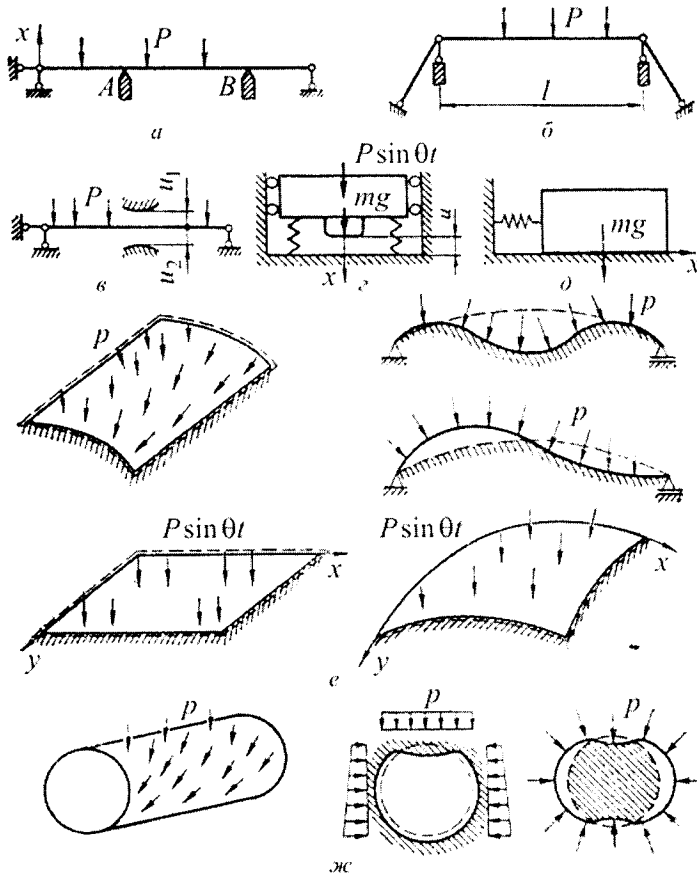 x P A B
а
P l
б
P u₁ u₂
в
P sin θt
mg u x
г
mg x
д
p
p
p
P sin θt x y
P sin θt x y
е
p
p
p
ж